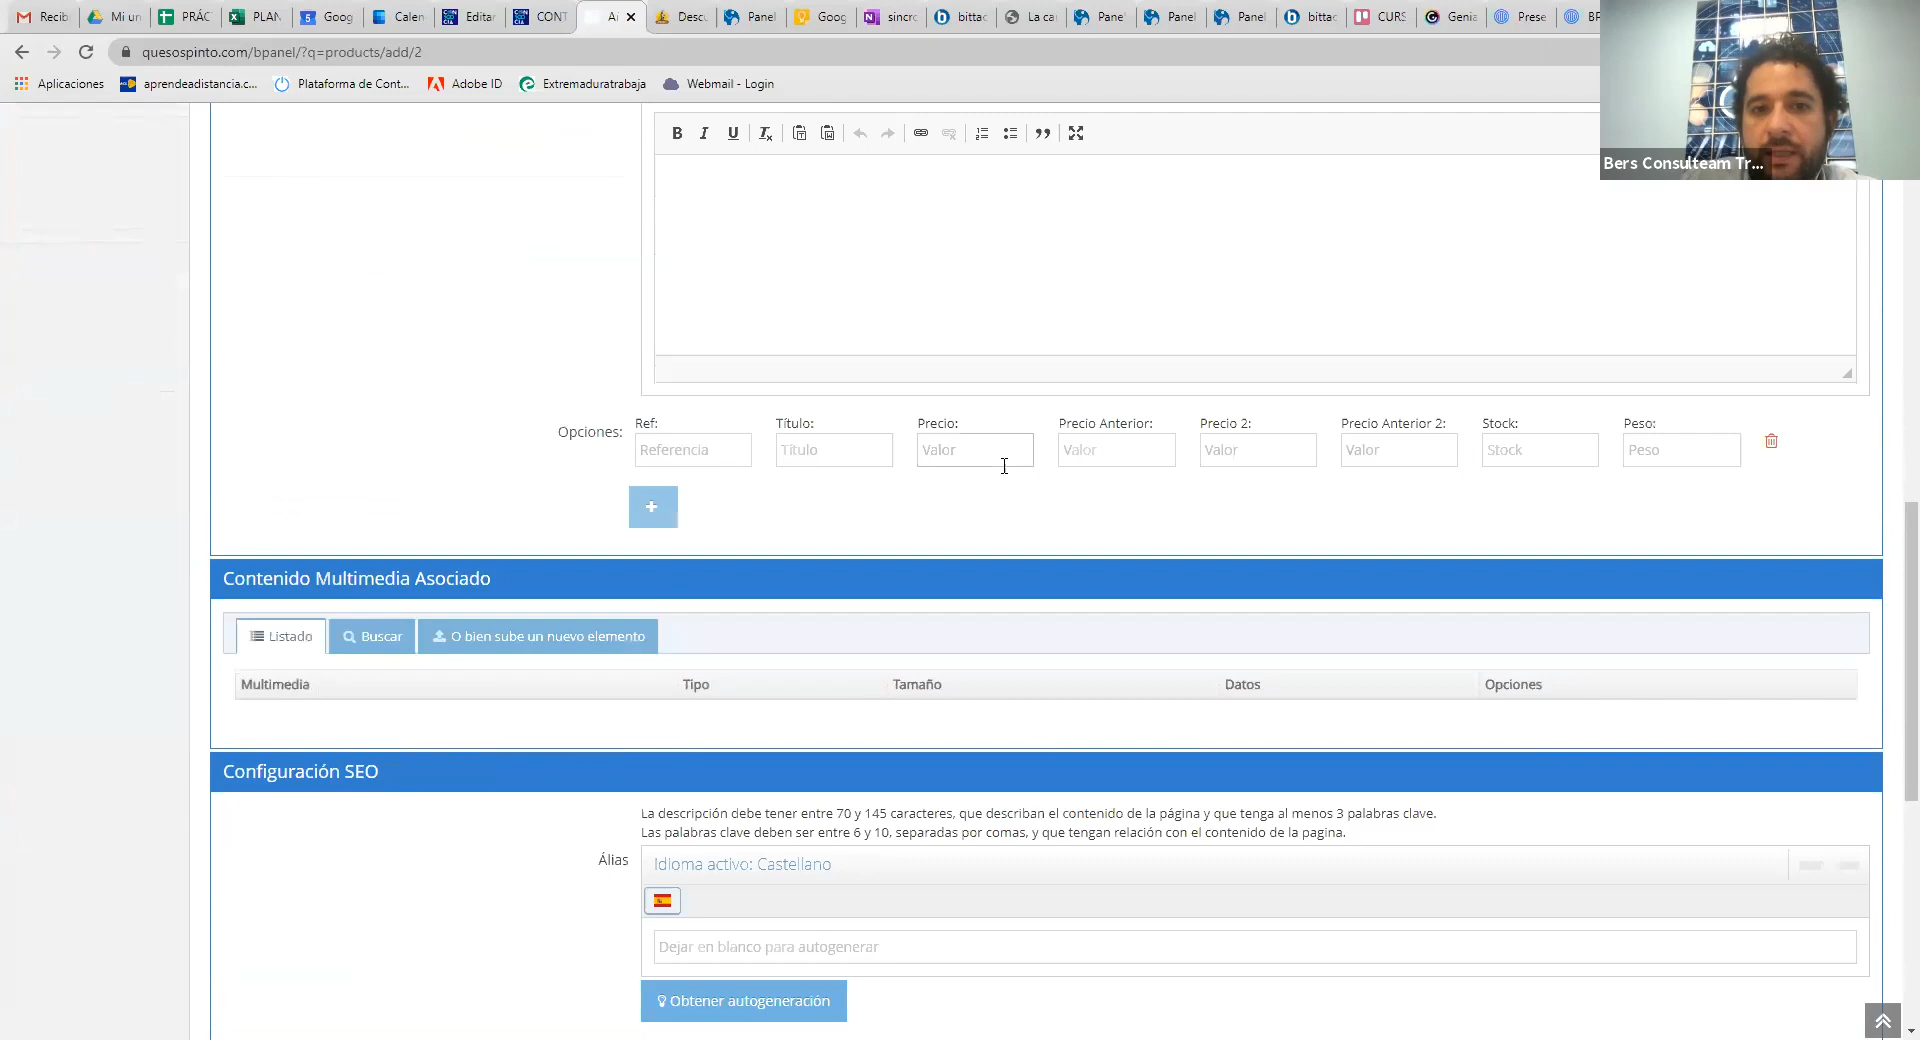 Recib
Mi un
PRÁC
PLAN
Goog
Calen
Editar
CONT
Ai
Descu
Panel
Goog
sincro
bittac
La ca
Pane
Panel
Panel
bittac
CURS
Genia
Prese
BP
quesospinto.com/bpanel/?q=products/add/2
Aplicaciones
aprendeadistancia.c...
Plataforma de Cont...
Adobe ID
Extremaduratrabaja
Webmail - Login
Bers Consulteam Tr...
B I U
Opciones:
Ref: Título: Precio: Precio Anterior: Precio 2: Precio Anterior 2: Stock: Peso:
Referencia Título Valor Valor Valor Valor Stock Peso
+
Contenido Multimedia Asociado
Listado Buscar O bien sube un nuevo elemento
Multimedia Tipo Tamaño Datos Opciones
Configuración SEO
La descripción debe tener entre 70 y 145 caracteres, que describan el contenido de la página y que tenga al menos 3 palabras clave.
Las palabras clave deben ser entre 6 y 10, separadas por comas, y que tengan relación con el contenido de la pagina.
Álias
Idioma activo: Castellano
Dejar en blanco para autogenerar
Obtener autogeneración